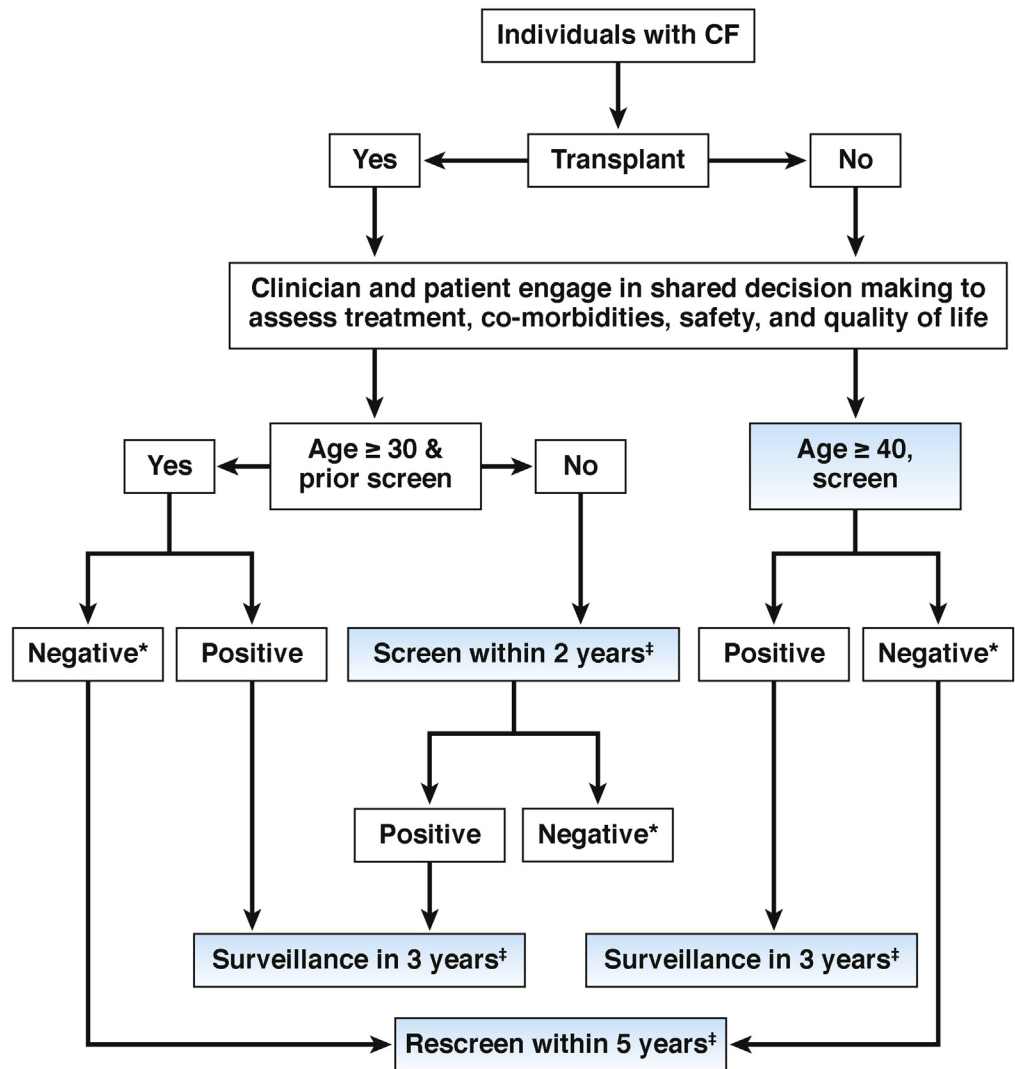 Individuals with CF
Yes
Transplant
No
Clinician and patient engage in shared decision making to
assess treatment, co-morbidities, safety, and quality of life
Yes
Age ≥ 30 &
prior screen
No
Age ≥ 40,
screen
Negative*
Positive
Screen within 2 years‡
Positive
Negative*
Positive
Negative*
Surveillance in 3 years‡
Surveillance in 3 years‡
Rescreen within 5 years‡